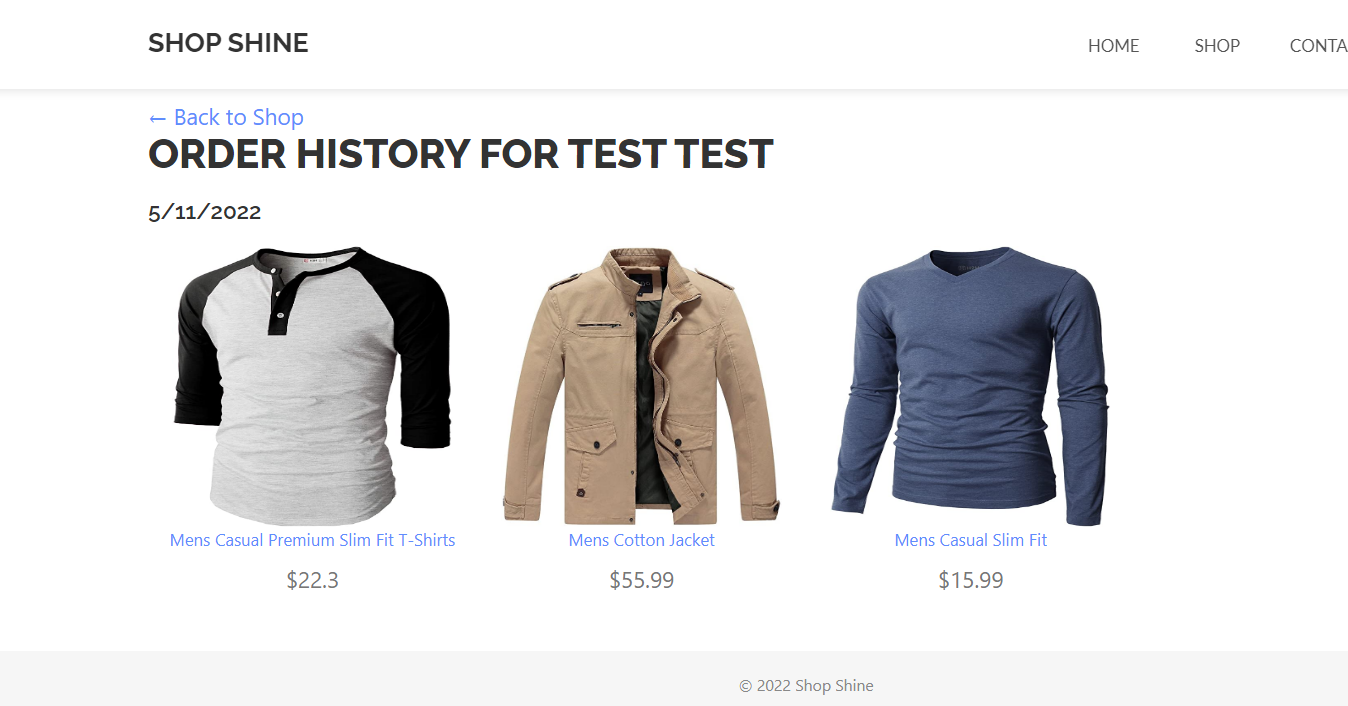 SHOP SHINE
HOME SHOP CONTA
← Back to Shop
ORDER HISTORY FOR TEST TEST
5/11/2022
Mens Casual Premium Slim Fit T-Shirts
Mens Cotton Jacket
Mens Casual Slim Fit
$22.3
$55.99
$15.99
© 2022 Shop Shine